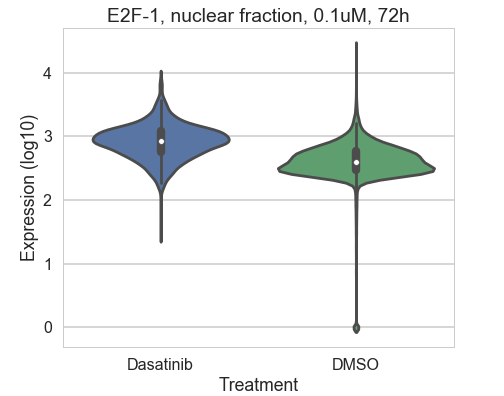 E2F-1, nuclear fraction, 0.1uM, 72h
Expression (log10)
4
3
2
1
0
Dasatinib
DMSO
Treatment